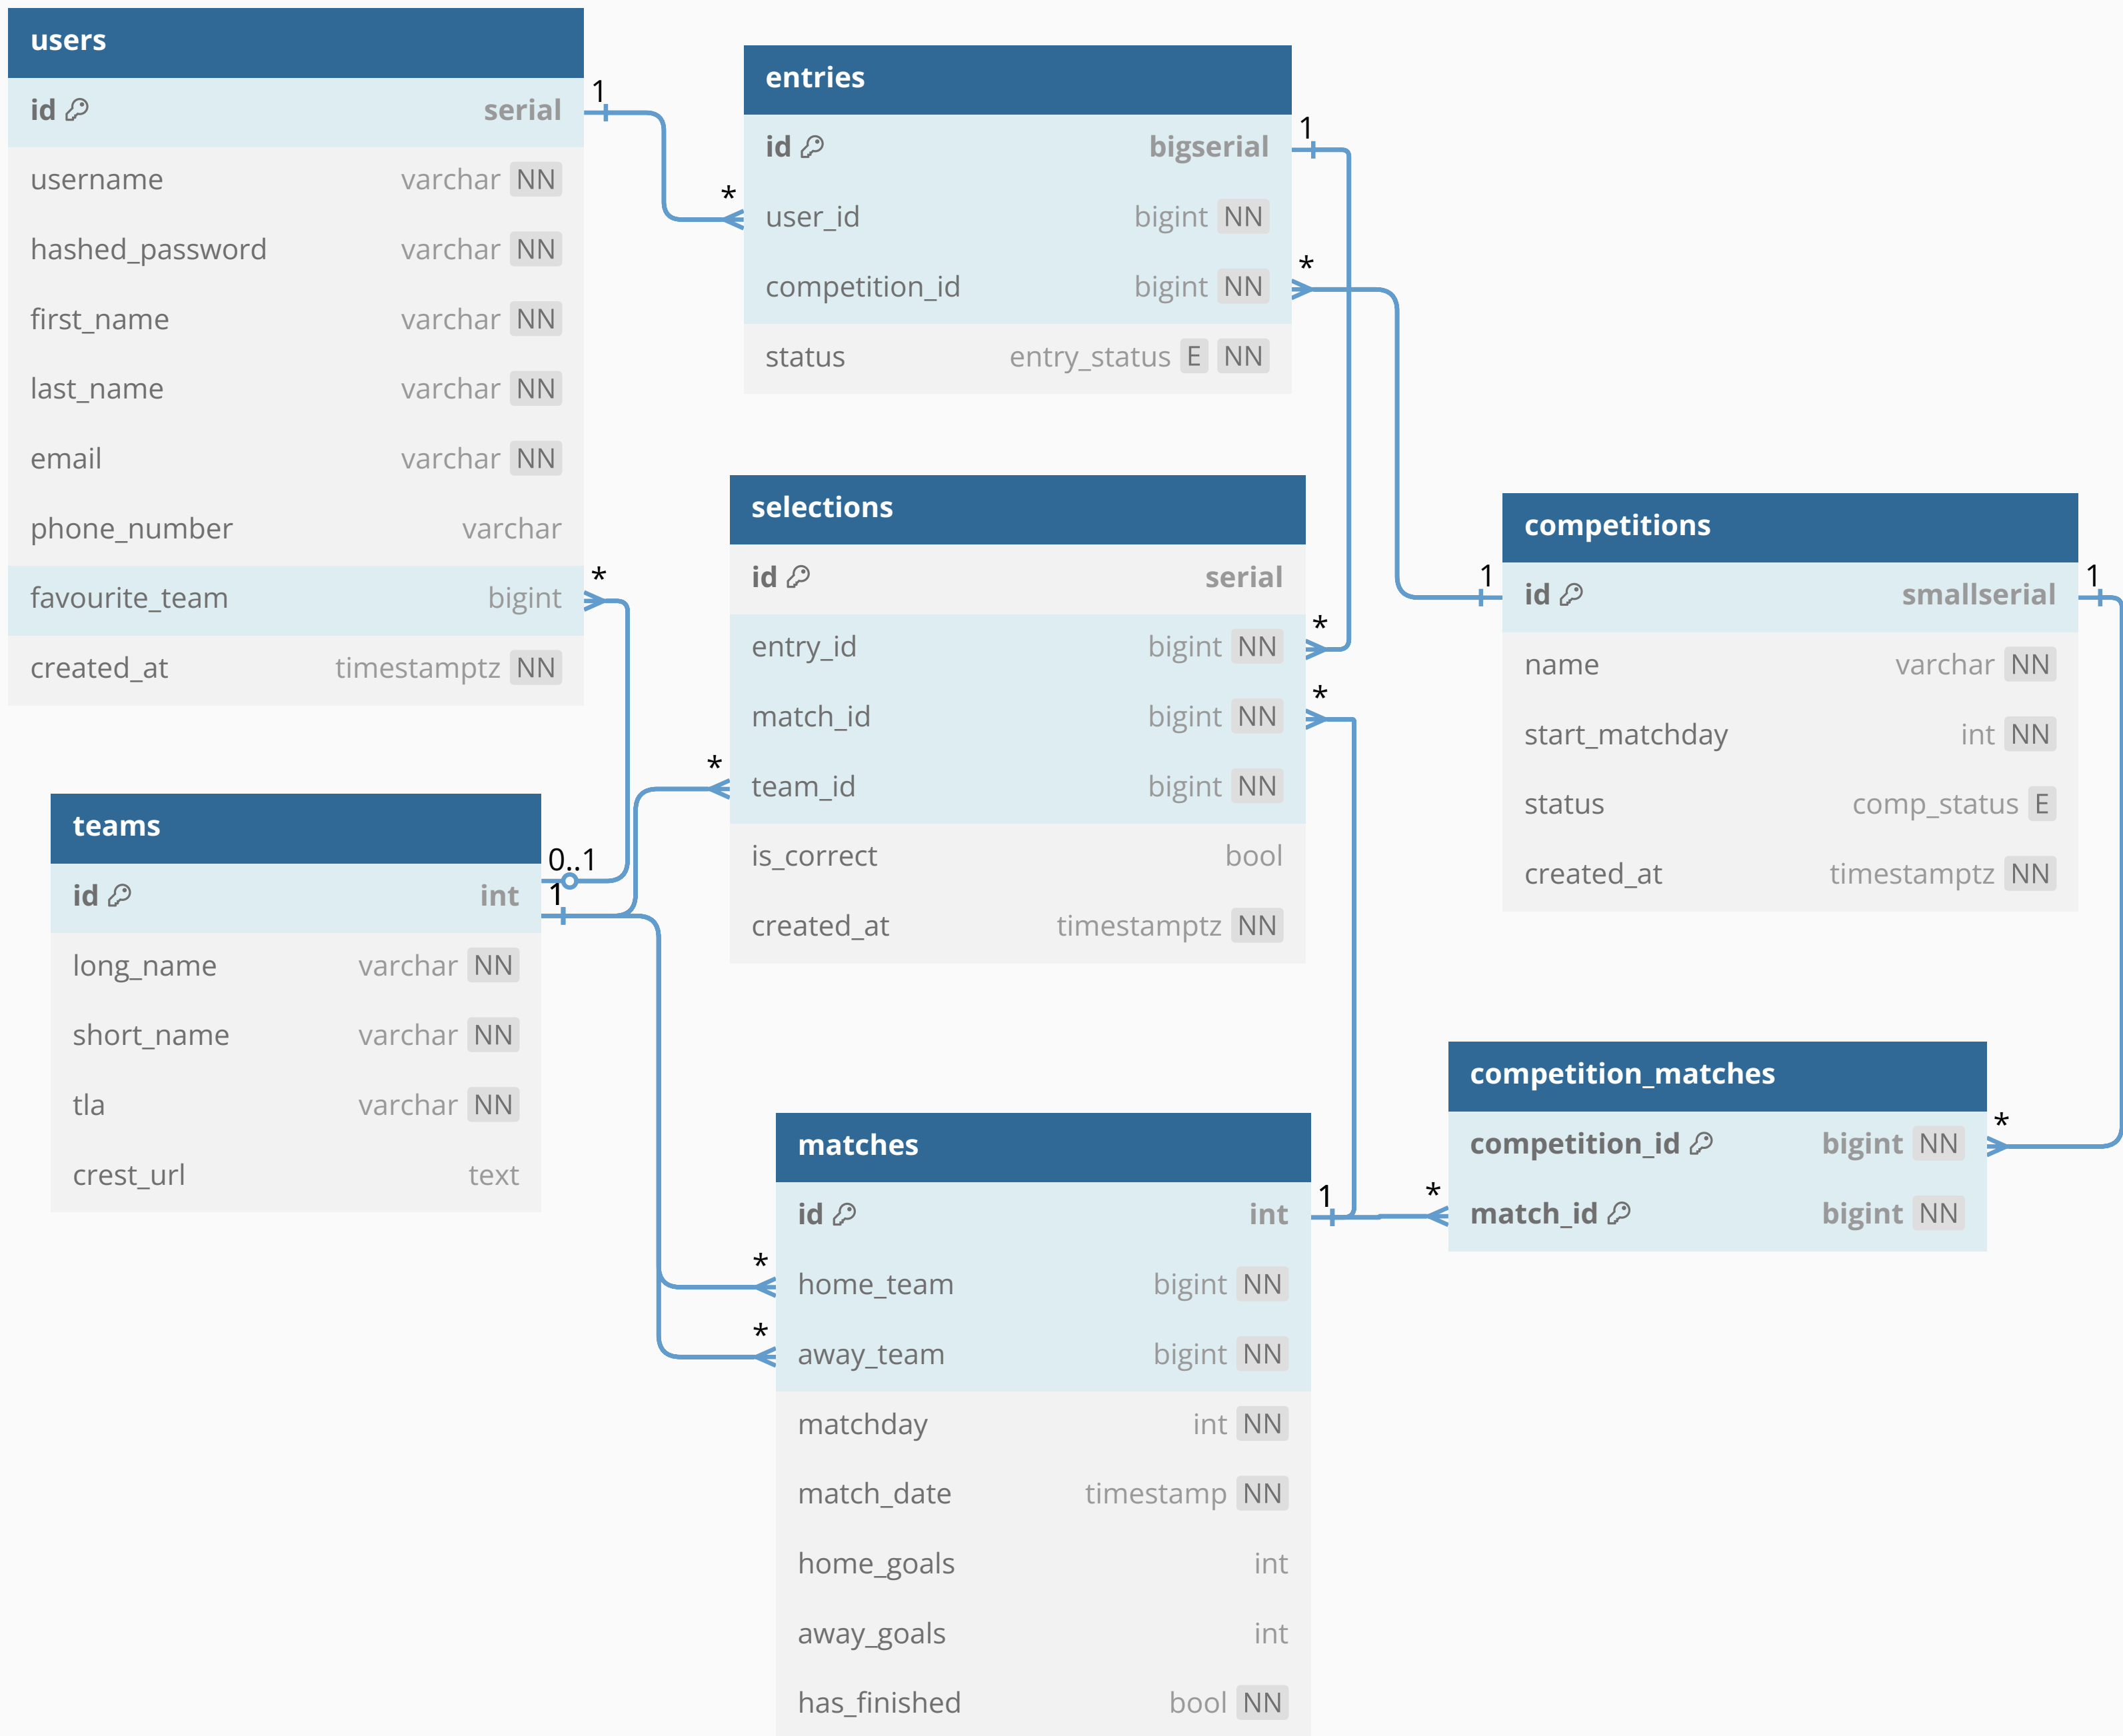 users
id serial
username varchar NN
hashed_password varchar NN
first_name varchar NN
last_name varchar NN
email varchar NN
phone_number varchar
favourite_team bigint
created_at timestamptz NN
1
*
*
entries
id bigserial
user_id bigint NN
competition_id bigint NN
status entry_status E NN
1
*
selections
id serial
entry_id bigint NN
match_id bigint NN
team_id bigint NN
is_correct bool
created_at timestamptz NN
*
*
*
competitions
id smallserial
name varchar NN
start_matchday int NN
status comp_status E
created_at timestamptz NN
1
1
teams
id int
long_name varchar NN
short_name varchar NN
tla varchar NN
crest_url text
0..1
1
competition_matches
competition_id bigint NN
match_id bigint NN
*
*
matches
id int
home_team bigint NN
away_team bigint NN
matchday int NN
match_date timestamp NN
home_goals int
away_goals int
has_finished bool NN
1
*
*